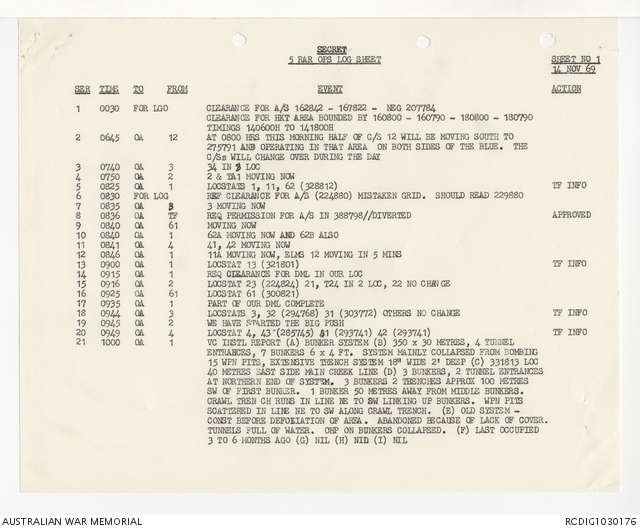 SECRET
5 RAR OPS LOG SHEET SHEET NO 1
14 NOV 69
SER TIME TO FROM EVENT ACTION
1 0030 FOR LGO CLEARANCE FOR A/S 162842 - 167822 - NEG 207784
CLEARANCE FOR HKT AREA BOUNDED BY 160800 - 160790 - 180800 - 180790
TIMINGS 140600H TO 141800H
2 0645 OA 12 AT 0800 HRS THIS MORNING HALF OF C/S 12 WILL BE MOVING SOUTH TO
275791 AND OPERATING IN THAT AREA ON BOTH SIDES OF THE BLUE. THE
C/Ss WILL CHANGE OVER DURING THE DAY
3 0740 OA 3 34 IN 3 LOC
4 0750 OA 2 2 & TA1 MOVING NOW
5 0825 OA 1 LOCSTATS 1, 11, 62 (328812) TF INFO
6 0830 FOR LOG REF CLEARANCE FOR A/S (224880) MISTAKEN GRID. SHOULD READ 229880
7 0835 OA 3 3 MOVING NOW
8 0836 OA TF REQ PERMISSION FOR A/S IN 388798//DIVERTED APPROVED
9 0840 OA 61 MOVING NOW
10 0840 OA 1 62A MOVING NOW AND 62B ALSO
11 0841 OA 4 41, 42 MOVING NOW
12 0846 OA 1 11A MOVING NOW, ELMS 12 MOVING IN 5 MINS
13 0900 OA 1 LOCSTAT 13 (321801) TF INFO
14 0915 OA 1 REQ CLEARANCE FOR DML IN OUR LOC
15 0916 OA 2 LOCSTAT 23 (224824) 21, T24 IN 2 LOC, 22 NO CHANGE
16 0925 OA 61 LOCSTAT 61 (300821)
17 0935 OA 1 PART OF OUR DML COMPLETE
18 0944 OA 3 LOCSTATS 3, 32 (294768) 31 (303772) OTHERS NO CHANGE TF INFO
19 0945 OA 2 WE HAVE STARTED THE BIG PUSH
20 0949 OA 4 LOCSTAT 4, 43 (285745) 41 (293741) 42 (293741) TF INFO
21 1000 OA 1 VC INSTL REPORT (A) BUNKER SYSTEM (B) 350 x 30 METRES, 4 TUNNEL
ENTRANCES, 7 BUNKERS 6 x 4 FT. SYSTEM MAINLY COLLAPSED FROM BOMBING
15 WPN PITS, EXTENSIVE TRENCH SYSTEM 18" WIDE 2' DEEP (C) 331813 LOC
40 METRES EAST SIDE MAIN CREEK LINE (D) 3 BUNKERS, 2 TUNNEL ENTRANCES
AT NORTHERN END OF SYSTEM. 3 BUNKERS 2 TRENCHES APPROX 100 METRES
SW OF FIRST BUNKER. 1 BUNKER 50 METRES AWAY FROM MIDDLE BUNKERS.
CRAWL TREN CH RUNS IN LINE NE TO SW LINKING UP BUNKERS. WPN PITS
SCATTERED IN LINE NE TO SW ALONG CRAWL TRENCH. (E) OLD SYSTEM -
CONST BEFORE DEFOLIATION OF AREA. ABANDONED BECAUSE OF LACK OF COVER.
TUNNELS FULL OF WATER. OHP ON BUNKERS COLLAPSED. (F) LAST OCCUPIED
3 TO 6 MONTHS AGO (G) NIL (H) NID (I) NIL
AUSTRALIAN WAR MEMORIAL RCDIG1030176